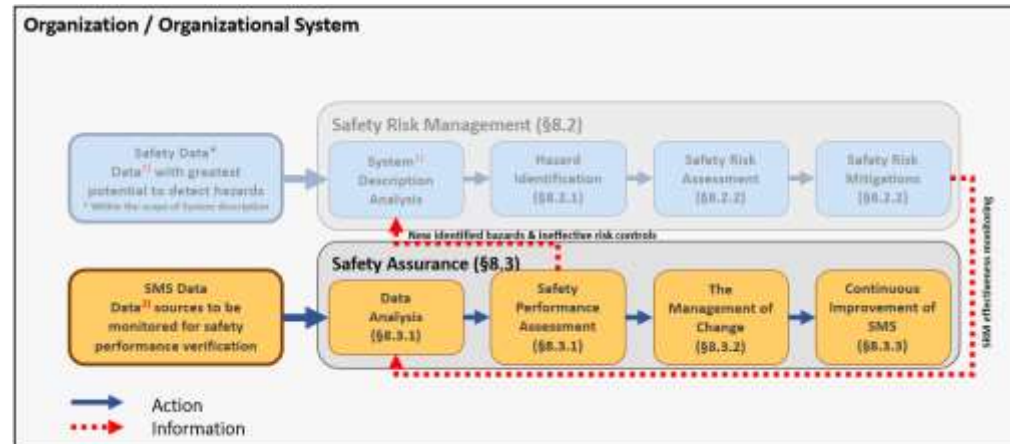 Organization / Organizational System
Safety Risk Management (§8.2)
Safety Data*
Data¹⁾ with greatest
potential to detect hazards
* Within the scope of System description
System¹⁾
Description
Analysis
Hazard
Identification
(§8.2.1)
Safety Risk
Assessment
(§8.2.2)
Safety Risk
Mitigations
(§8.2.2)
New identified hazards & ineffective risk controls
SRM effectiveness monitoring
Safety Assurance (§8.3)
SMS Data
Data²⁾ sources to be
monitored for safety
performance verification
Data
Analysis
(§8.3.1)
Safety
Performance
Assessment
(§8.3.1)
The
Management of
Change
(§8.3.2)
Continuous
Improvement of
SMS
(§8.3.3)
Action
Information